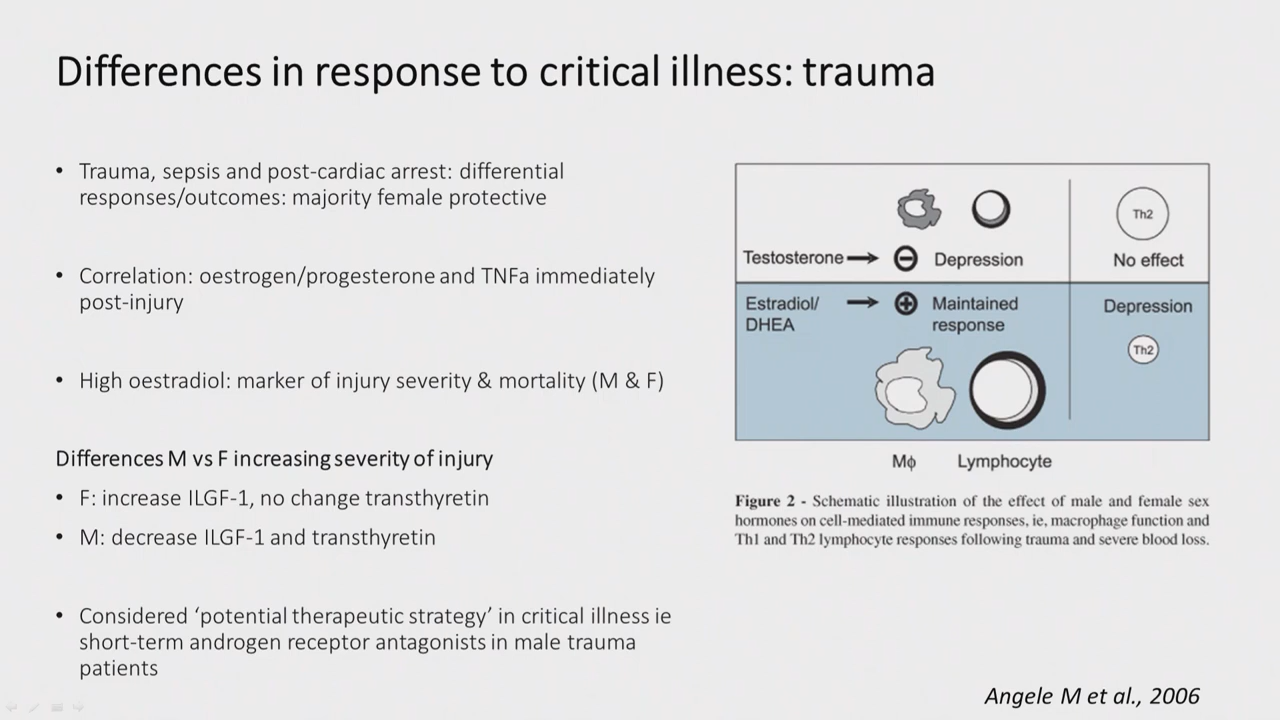 Differences in response to critical illness: trauma
• Trauma, sepsis and post-cardiac arrest: differential
responses/outcomes: majority female protective
• Correlation: oestrogen/progesterone and TNFa immediately
post-injury
• High oestradiol: marker of injury severity & mortality (M & F)
Differences M vs F increasing severity of injury
• F: increase ILGF-1, no change transthyretin
• M: decrease ILGF-1 and transthyretin
• Considered ‘potential therapeutic strategy’ in critical illness ie
short-term androgen receptor antagonists in male trauma
patients
Th2
Testosterone
Depression
No effect
Estradiol/
DHEA
Maintained
response
Depression
Th2
Mϕ
Lymphocyte
Figure 2 - Schematic illustration of the effect of male and female sex
hormones on cell-mediated immune responses, ie, macrophage function and
Th1 and Th2 lymphocyte responses following trauma and severe blood loss.
Angele M et al., 2006